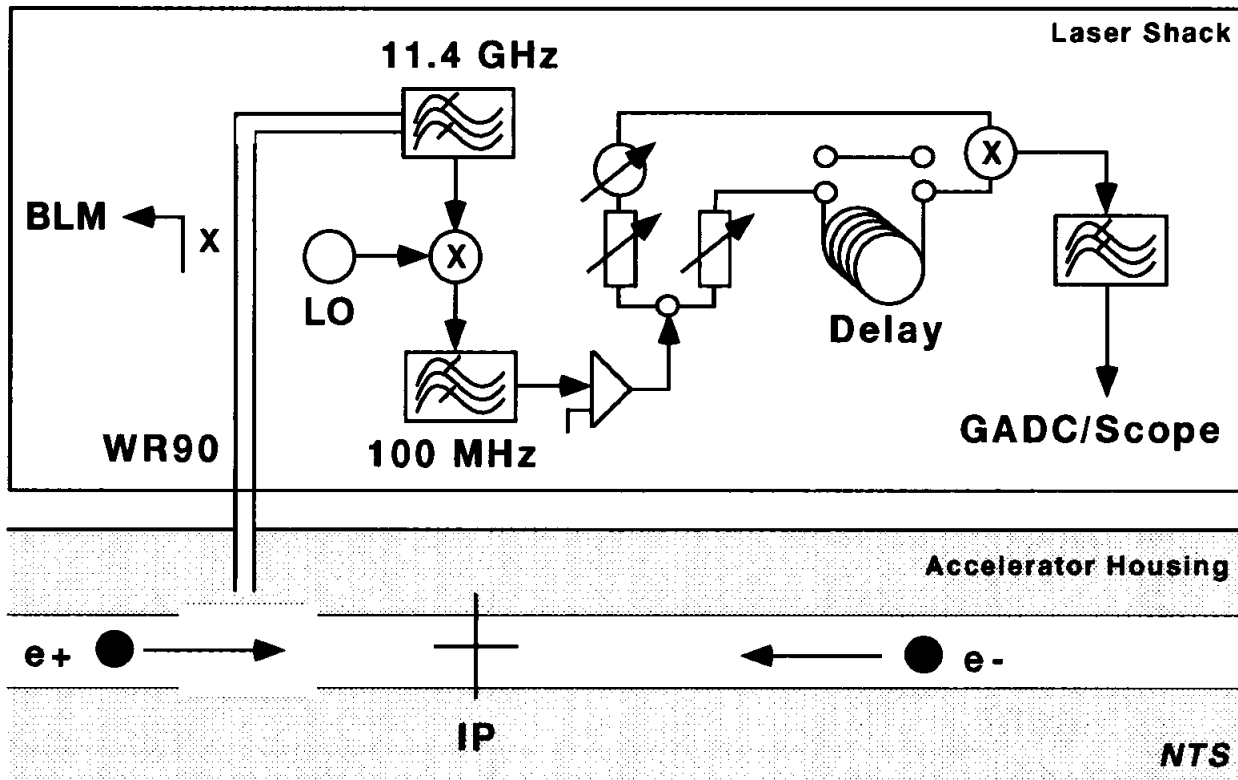 Laser Shack
11.4 GHz
X
BLM
X
X
LO
Delay
WR90
100 MHz
GADC/Scope
Accelerator Housing
e+
e-
IP
NTS